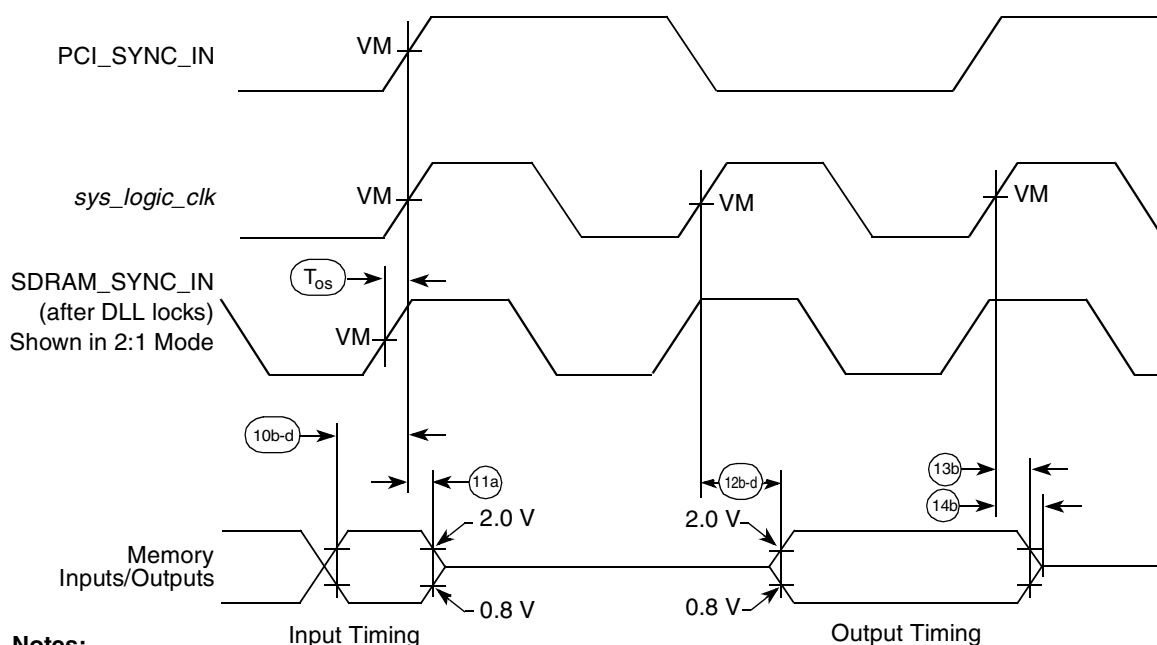 PCI_SYNC_IN
VM
sys_logic_clk
VM
VM
VM
SDRAM_SYNC_IN
(after DLL locks)
Shown in 2:1 Mode
Tos
VM
10b-d
11a
12b-d
13b
14b
2.0 V
2.0 V
Memory
Inputs/Outputs
0.8 V
0.8 V
Input Timing
Output Timing
Notes: